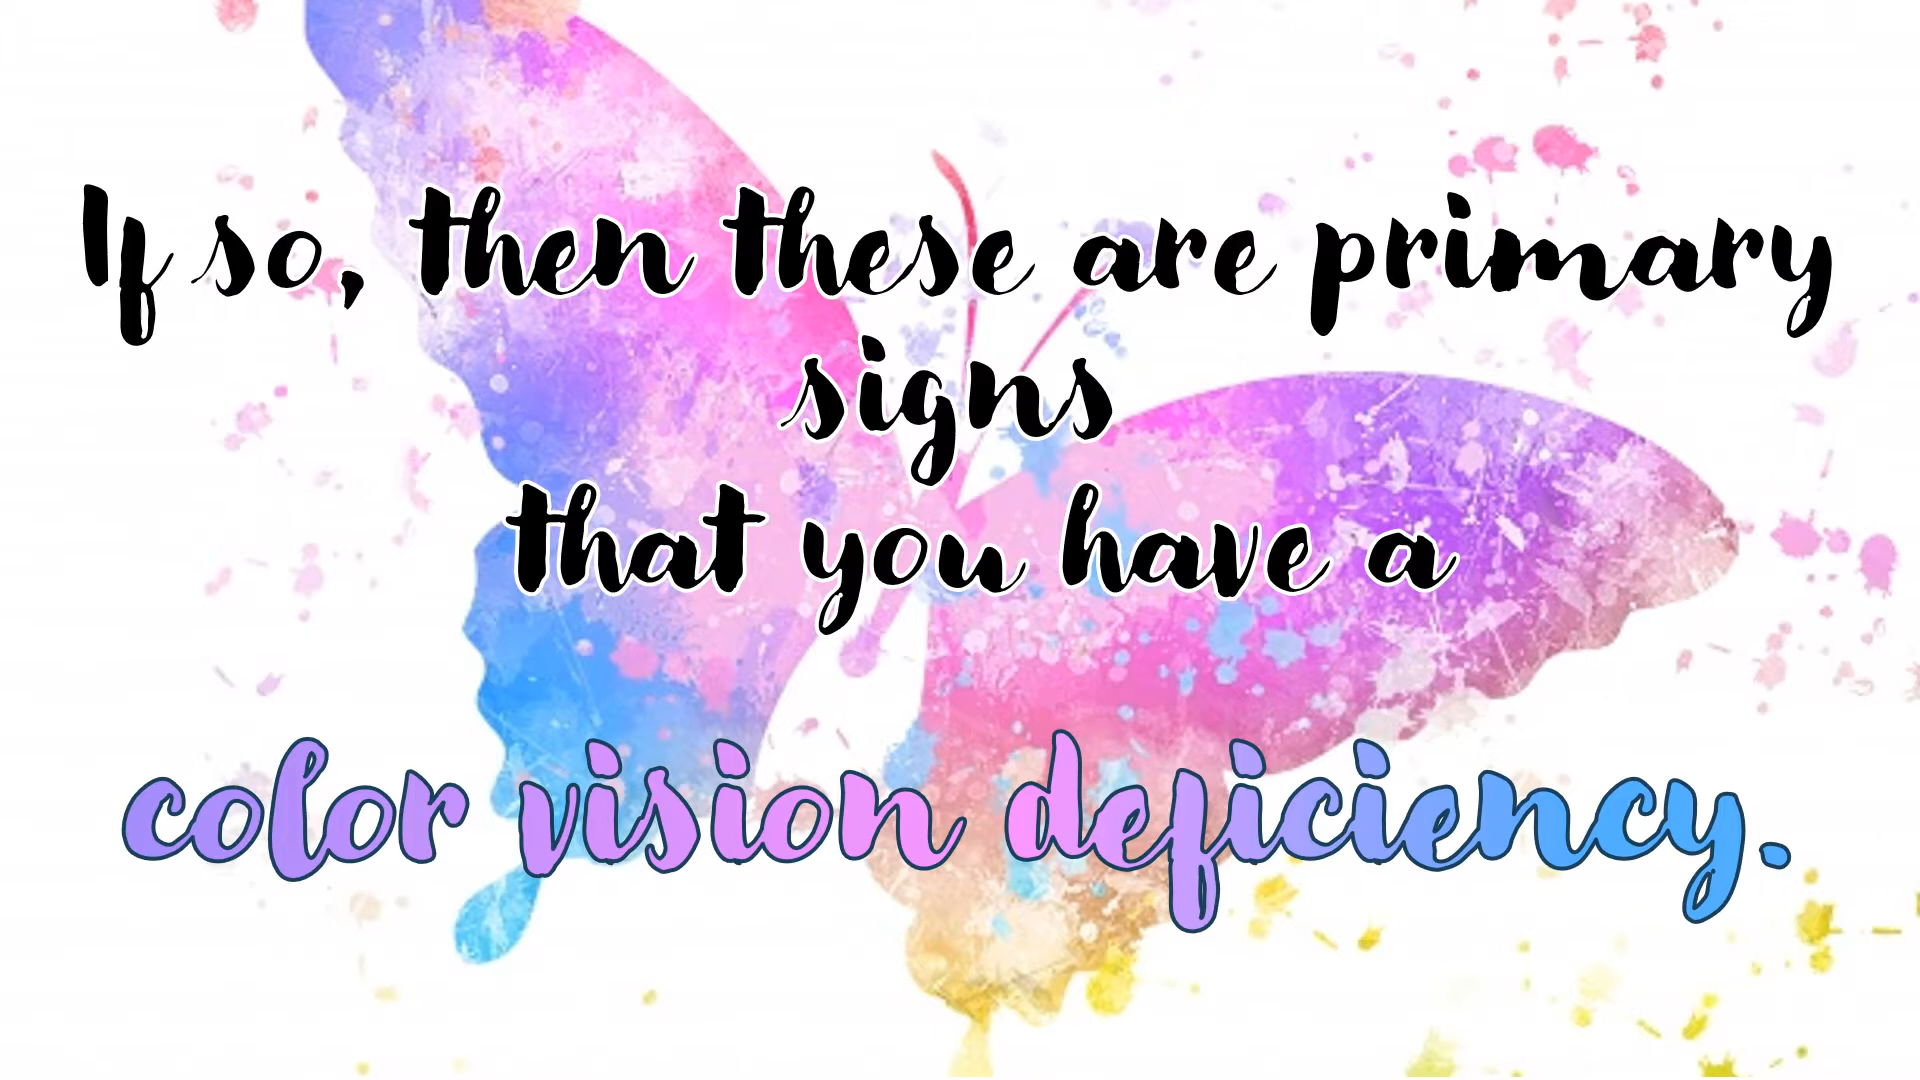 If so, then these are primary
signs
that you have a
color vision deficiency.